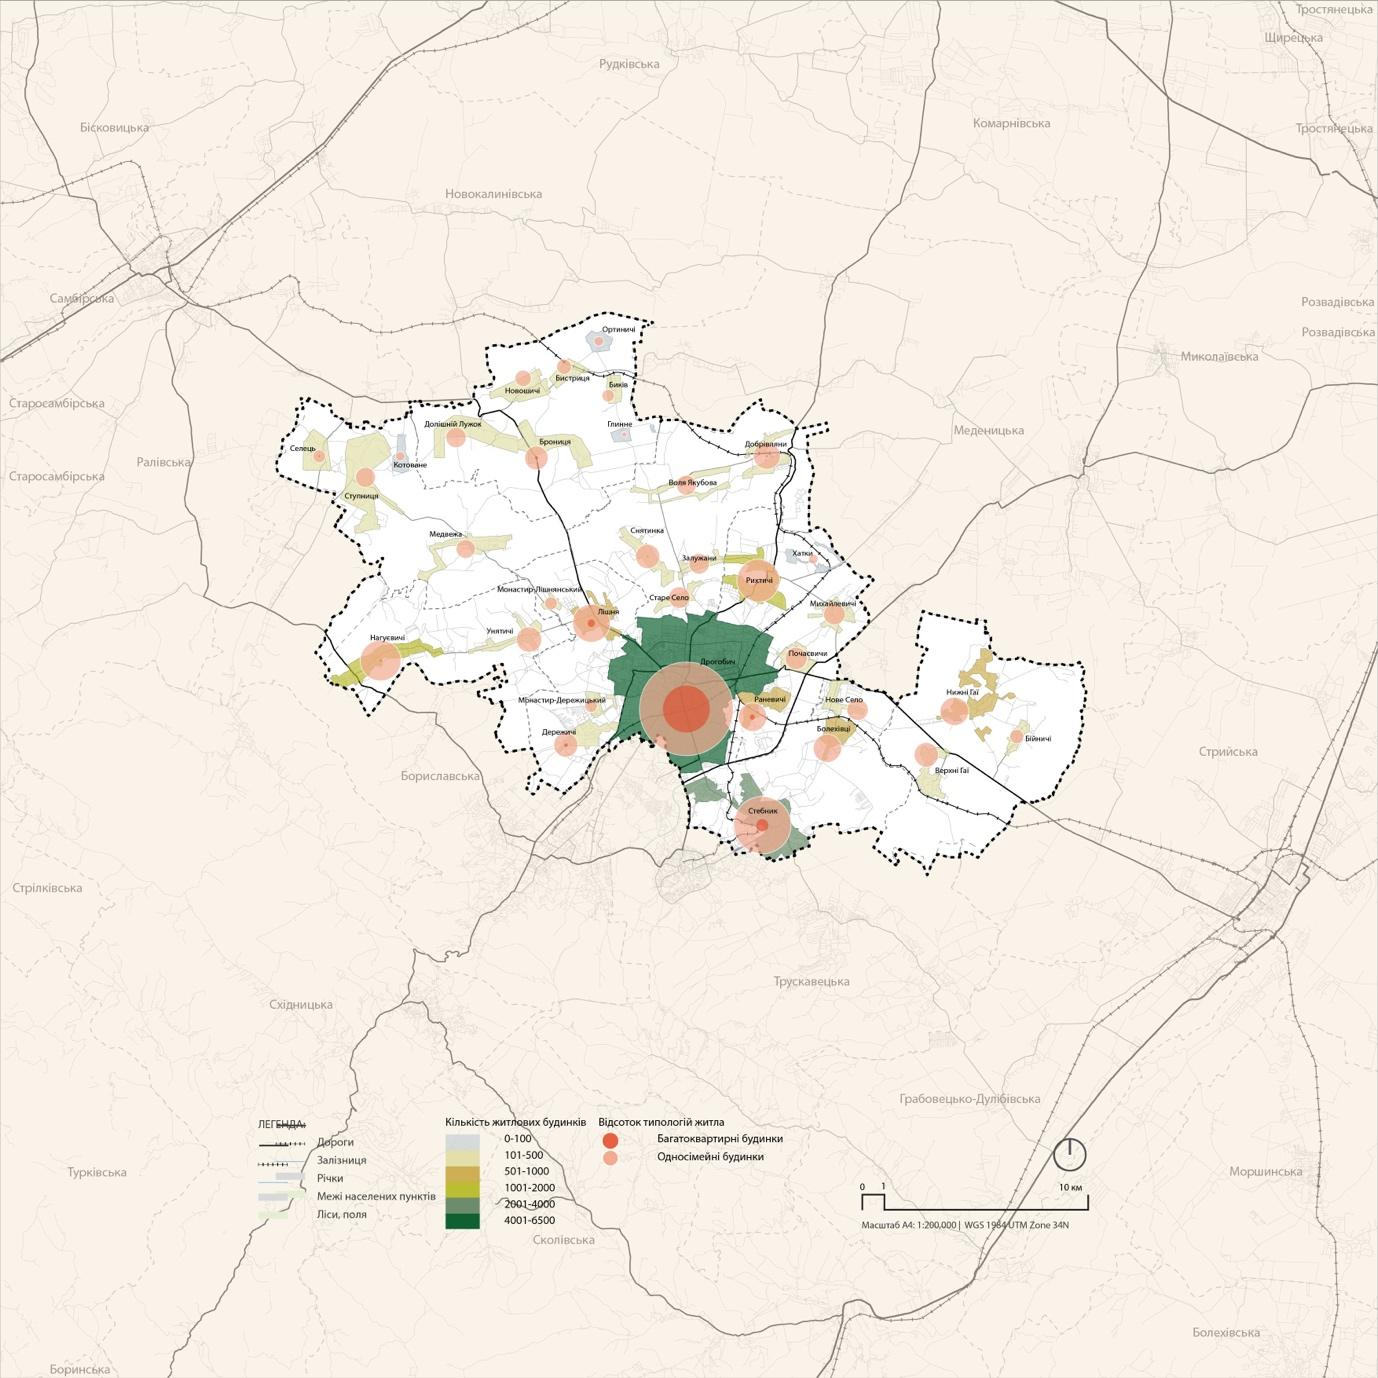 Тростянецька
Щирецька
Рудківська
Бісковицька
Комарнівська
Тростянецька
Новокалинівська
Самбірська
Розвадівська
Розвадівська
Миколаївська
Старосамбірська
Меденицька
Ралівська
Старосамбірська
Ортиничі
Бистриця
Новошичі
Биків
Долішній Лужок
Глинне
Селець
Котоване
Брониця
Добрівляни
Ступниця
Воля Якубова
Медвежа
Снятинка
Залужани
Хатки
Рихтичі
Монастир-Лішнянський
Старе Село
Михайлевичі
Лішня
Унятичі
Нагуєвичі
Дрогобич
Почаєвичи
Монастир-Дережицький
Раневичі
Нове Село
Нижні Гаї
Дережичі
Болехівці
Бійничі
Верхні Гаї
Стебник
Стрийська
Бориславська
Стрілківська
Трускавецька
Східницька
Грабовецько-Дулібівська
Турківська
Моршинська
Сколівська
Болехівська
Боринська
ЛЕГЕНДА:
Дороги
Залізниця
Річки
Межі населених пунктів
Ліси, поля
Кількість житлових будинків
0-100
101-500
501-1000
1001-2000
2001-4000
4001-6500
Відсоток типологій житла
Багатоквартирні будинки
Односімейні будинки
0 1 10 км
Масштаб А4: 1:200,000 | WGS 1984 UTM Zone 34N